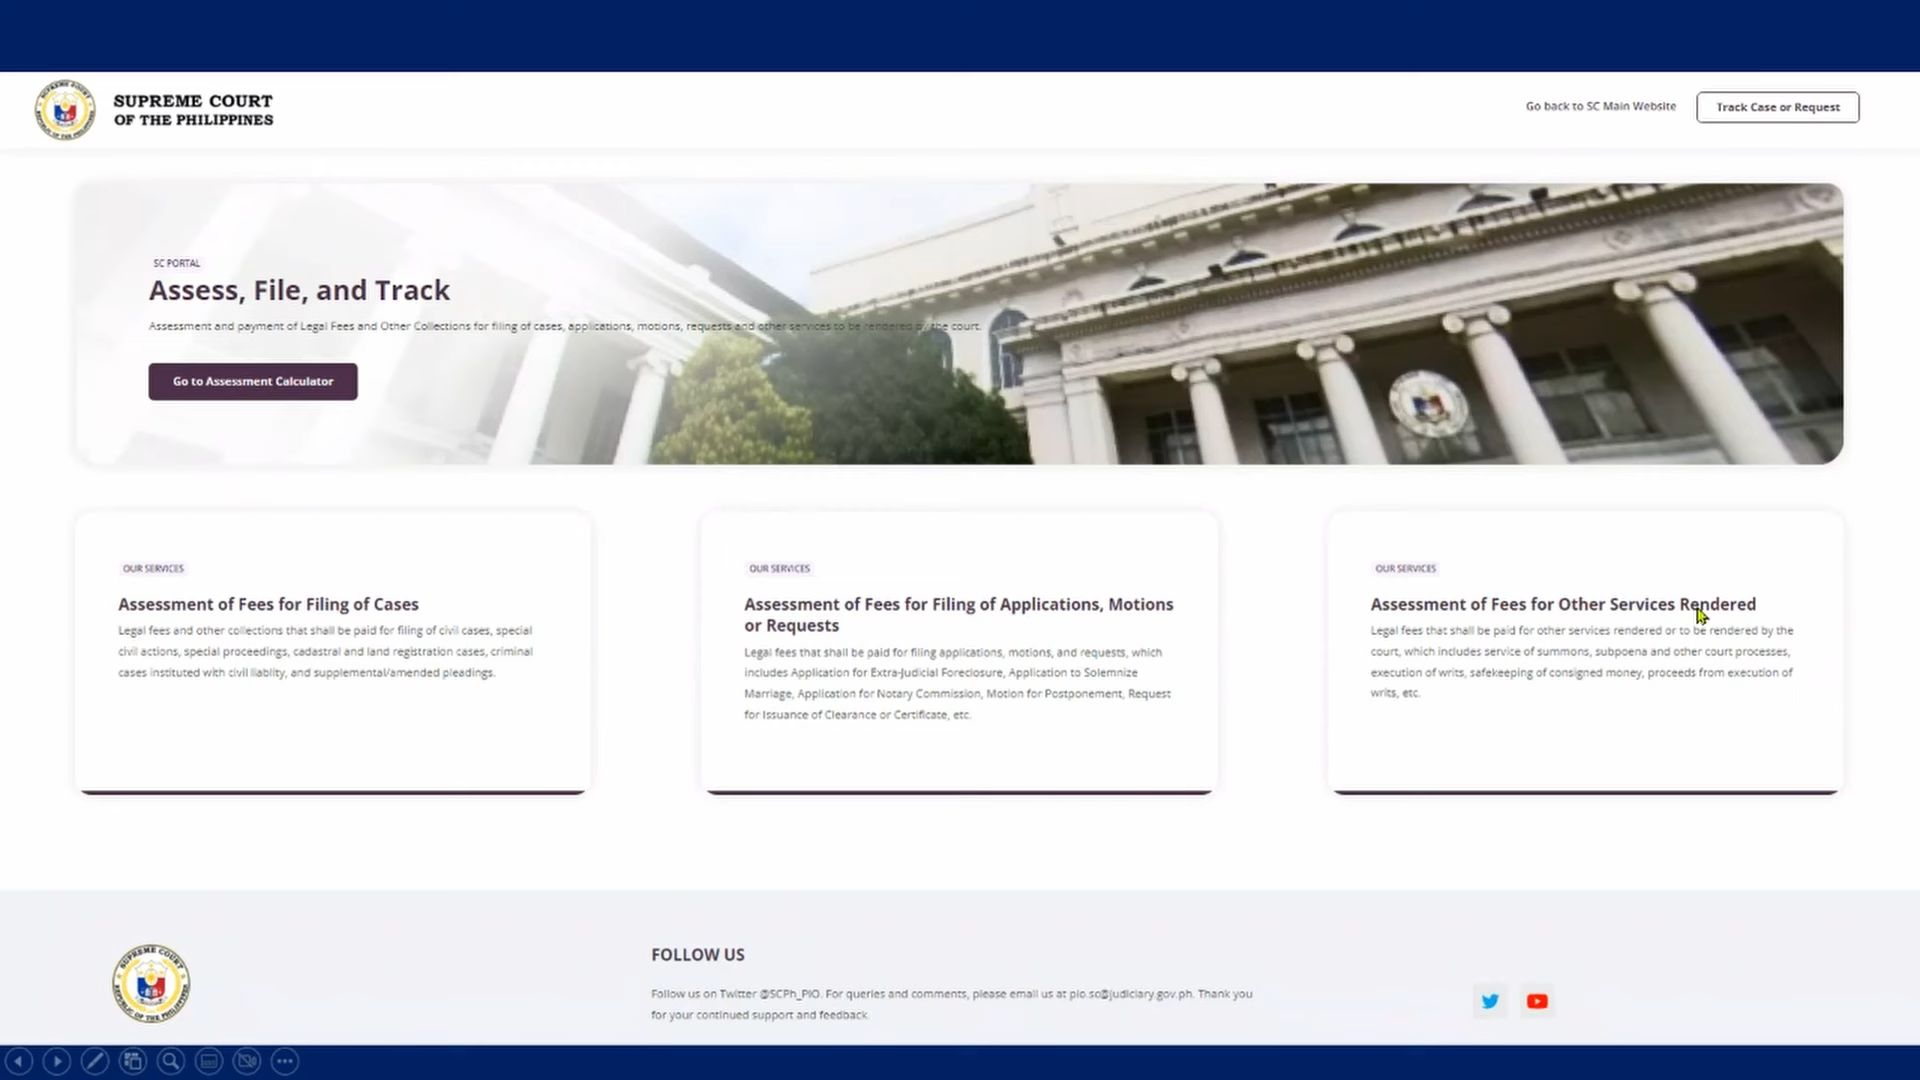 SUPREME COURT
OF THE PHILIPPINES
Go back to SC Main Website
Track Case or Request
SC PORTAL
Assess, File, and Track
Assessment and payment of Legal Fees and Other Collections for filing of cases, applications, motions, requests and other services to be rendered by the court.
Go to Assessment Calculator
OUR SERVICES
Assessment of Fees for Filing of Cases
Legal fees and other collections that shall be paid for filing of civil cases, special
civil actions, special proceedings, cadastral and land registration cases, criminal
cases instituted with civil liablity, and supplemental/amended pleadings.
OUR SERVICES
Assessment of Fees for Filing of Applications, Motions
or Requests
Legal fees that shall be paid for filing applications, motions, and requests, which
includes Application for Extra-Judicial Foreclosure, Application to Solemnize
Marriage, Application for Notary Commission, Motion for Postponement, Request
for Issuance of Clearance or Certificate, etc.
OUR SERVICES
Assessment of Fees for Other Services Rendered
Legal fees that shall be paid for other services rendered or to be rendered by the
court, which includes service of summons, subpoena and other court processes,
execution of writs, safekeeping of consigned money, proceeds from execution of
writs, etc.
SUPREME COURT
REPUBLIC OF THE PHILIPPINES
FOLLOW US
Follow us on Twitter @SCPh_PIO. For queries and comments, please email us at pio.sc@judiciary.gov.ph. Thank you
for your continued support and feedback.